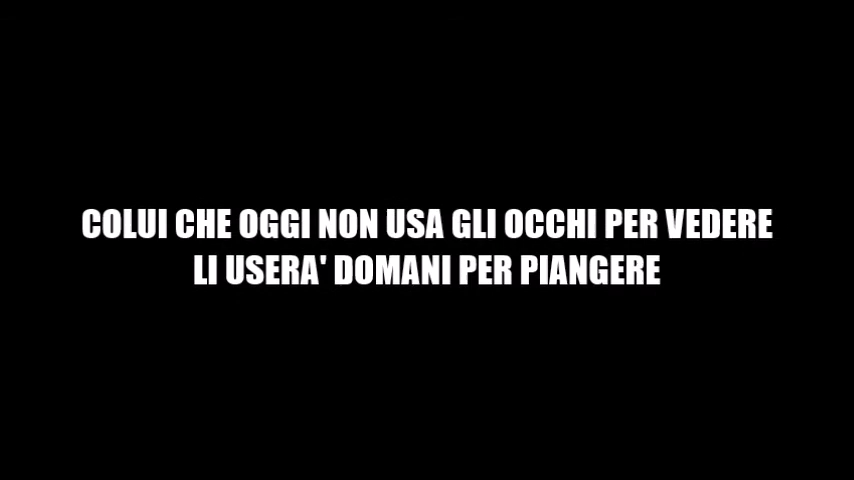 COLUI CHE OGGI NON USA GLI OCCHI PER VEDERE
LI USERA' DOMANI PER PIANGERE